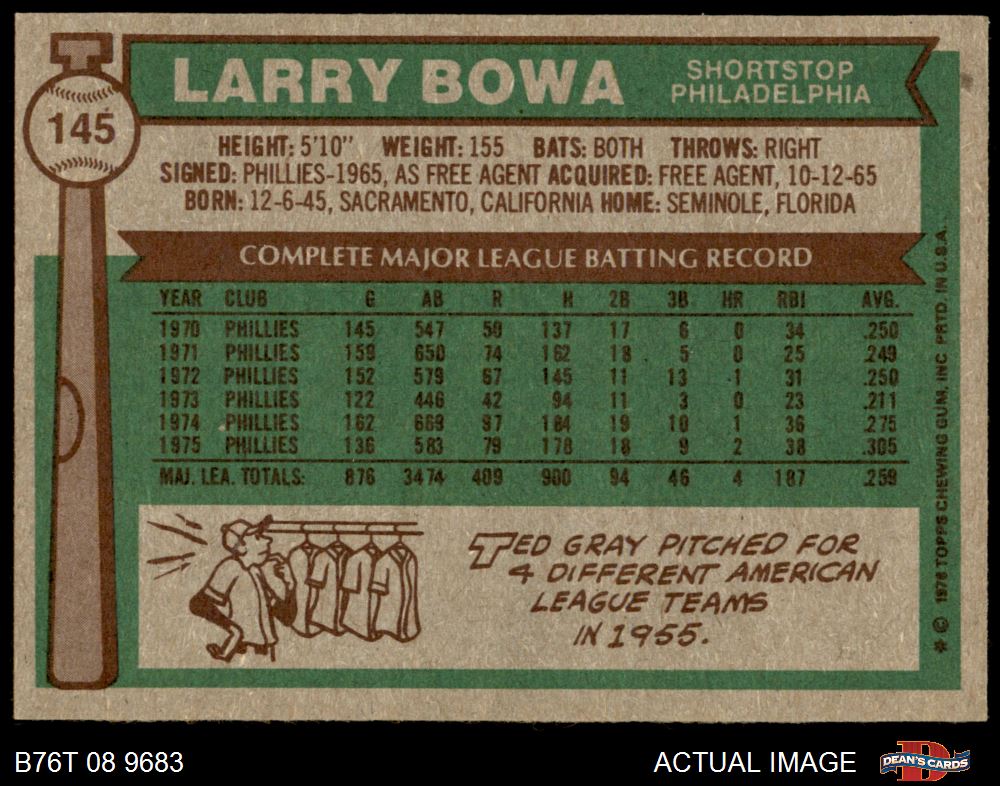 145
LARRY BOWA
SHORTSTOP
PHILADELPHIA
HEIGHT: 5'10" WEIGHT: 155 BATS: BOTH THROWS: RIGHT
SIGNED: PHILLIES-1965, AS FREE AGENT ACQUIRED: FREE AGENT, 10-12-65
BORN: 12-6-45, SACRAMENTO, CALIFORNIA HOME: SEMINOLE, FLORIDA
COMPLETE MAJOR LEAGUE BATTING RECORD
YEAR CLUB G AB R H 2B 3B HR RBI AVG.
1970 PHILLIES 145 547 50 137 17 6 0 34 .250
1971 PHILLIES 159 650 74 162 18 5 0 25 .249
1972 PHILLIES 152 579 67 145 11 13 1 31 .250
1973 PHILLIES 122 446 42 94 11 3 0 23 .211
1974 PHILLIES 162 669 97 184 19 10 1 36 .275
1975 PHILLIES 136 583 79 178 18 9 2 38 .305
MAJ. LEA. TOTALS: 876 3474 409 900 94 46 4 187 .259
TED GRAY PITCHED FOR
4 DIFFERENT AMERICAN
LEAGUE TEAMS
IN 1955.
* © 1976 TOPPS CHEWING GUM, INC. PRTD. IN U.S.A.
B76T 08 9683
ACTUAL IMAGE
D
DEAN'S CARDS